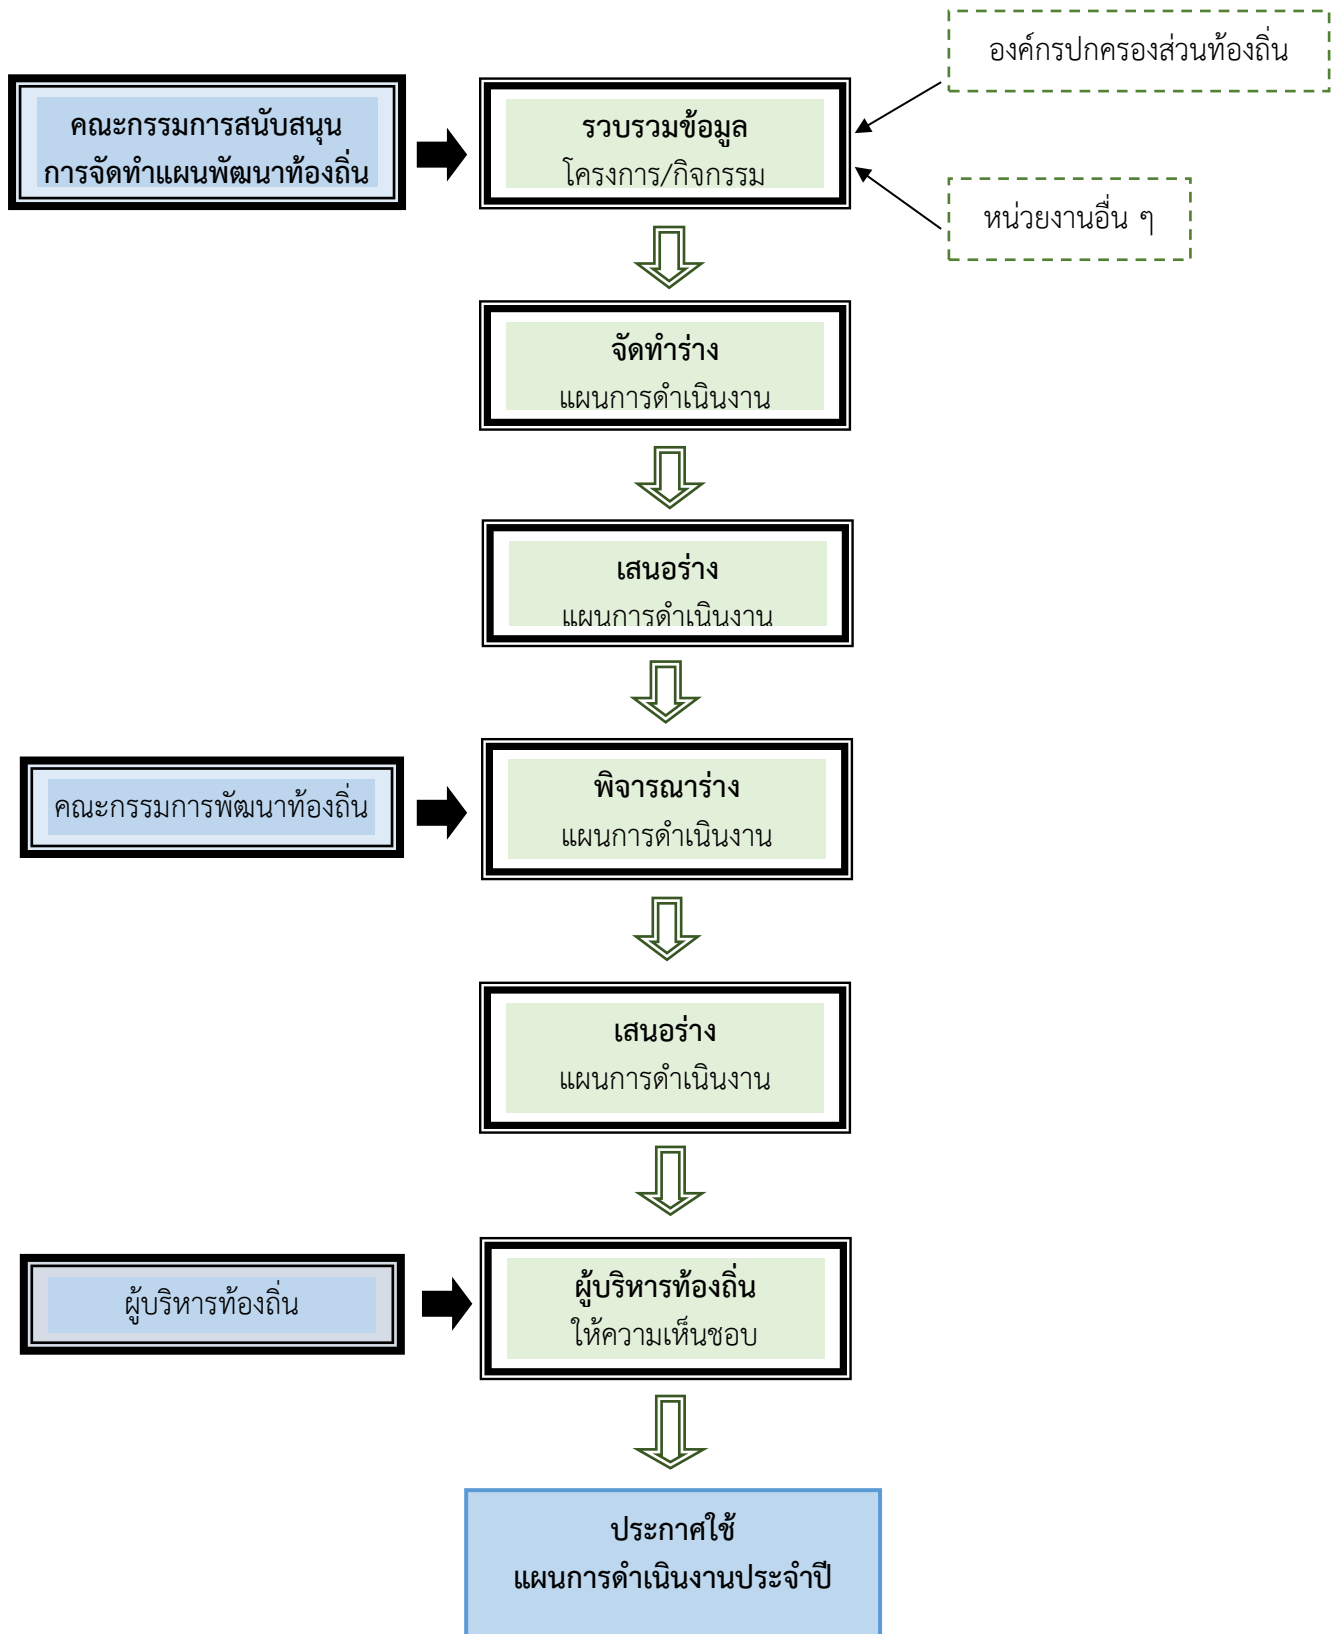 องค์กรปกครองส่วนท้องถิ่น
คณะกรรมการสนับสนุน
การจัดทำแผนพัฒนาท้องถิ่น
รวบรวมข้อมูล
โครงการ/กิจกรรม
หน่วยงานอื่น ๆ
จัดทำร่าง
แผนการดำเนินงาน
เสนอร่าง
แผนการดำเนินงาน
คณะกรรมการพัฒนาท้องถิ่น
พิจารณาร่าง
แผนการดำเนินงาน
เสนอร่าง
แผนการดำเนินงาน
ผู้บริหารท้องถิ่น
ผู้บริหารท้องถิ่น
ให้ความเห็นชอบ
ประกาศใช้
แผนการดำเนินงานประจำปี